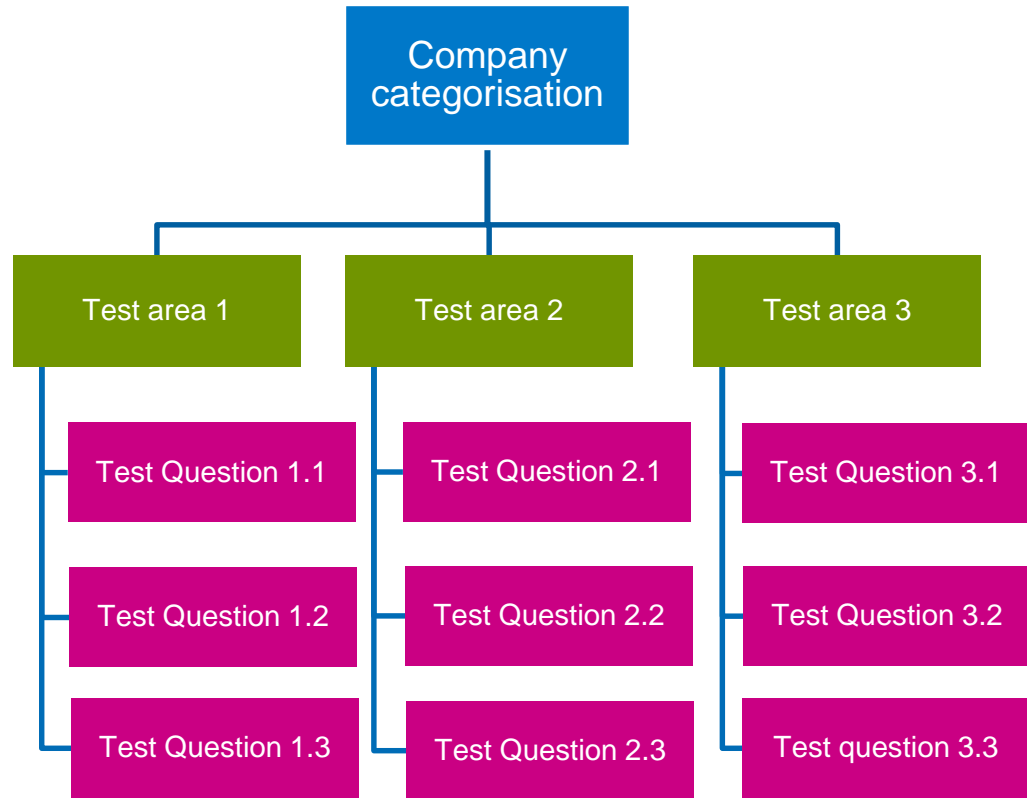 Company
categorisation
Test area 1
Test area 2
Test area 3
Test Question 1.1
Test Question 2.1
Test Question 3.1
Test Question 1.2
Test Question 2.2
Test Question 3.2
Test Question 1.3
Test Question 2.3
Test question 3.3